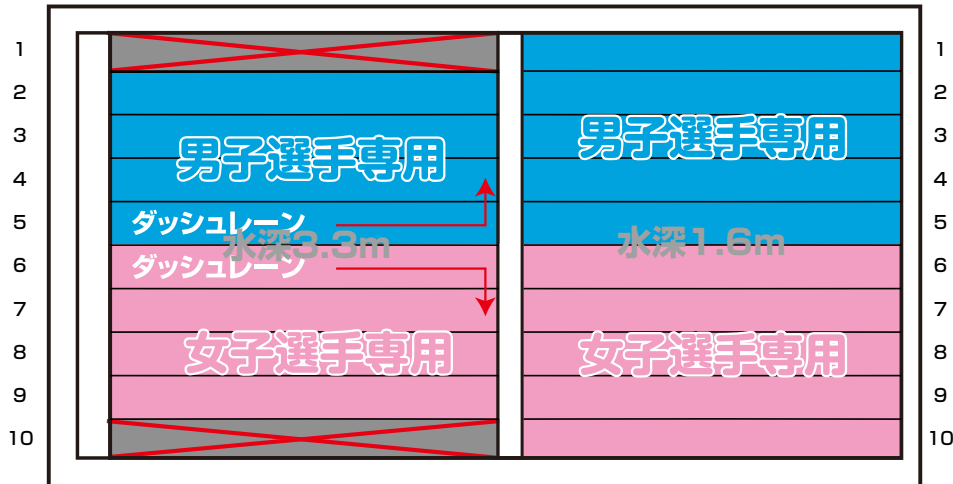 1 1
2 2
3 3
男子選手専用 男子選手専用
4 4
5 ダッシュレーン 5
水深3.3m 水深1.6m
6 ダッシュレーン 6
7 7
8 女子選手専用 女子選手専用 8
9 9
10 10